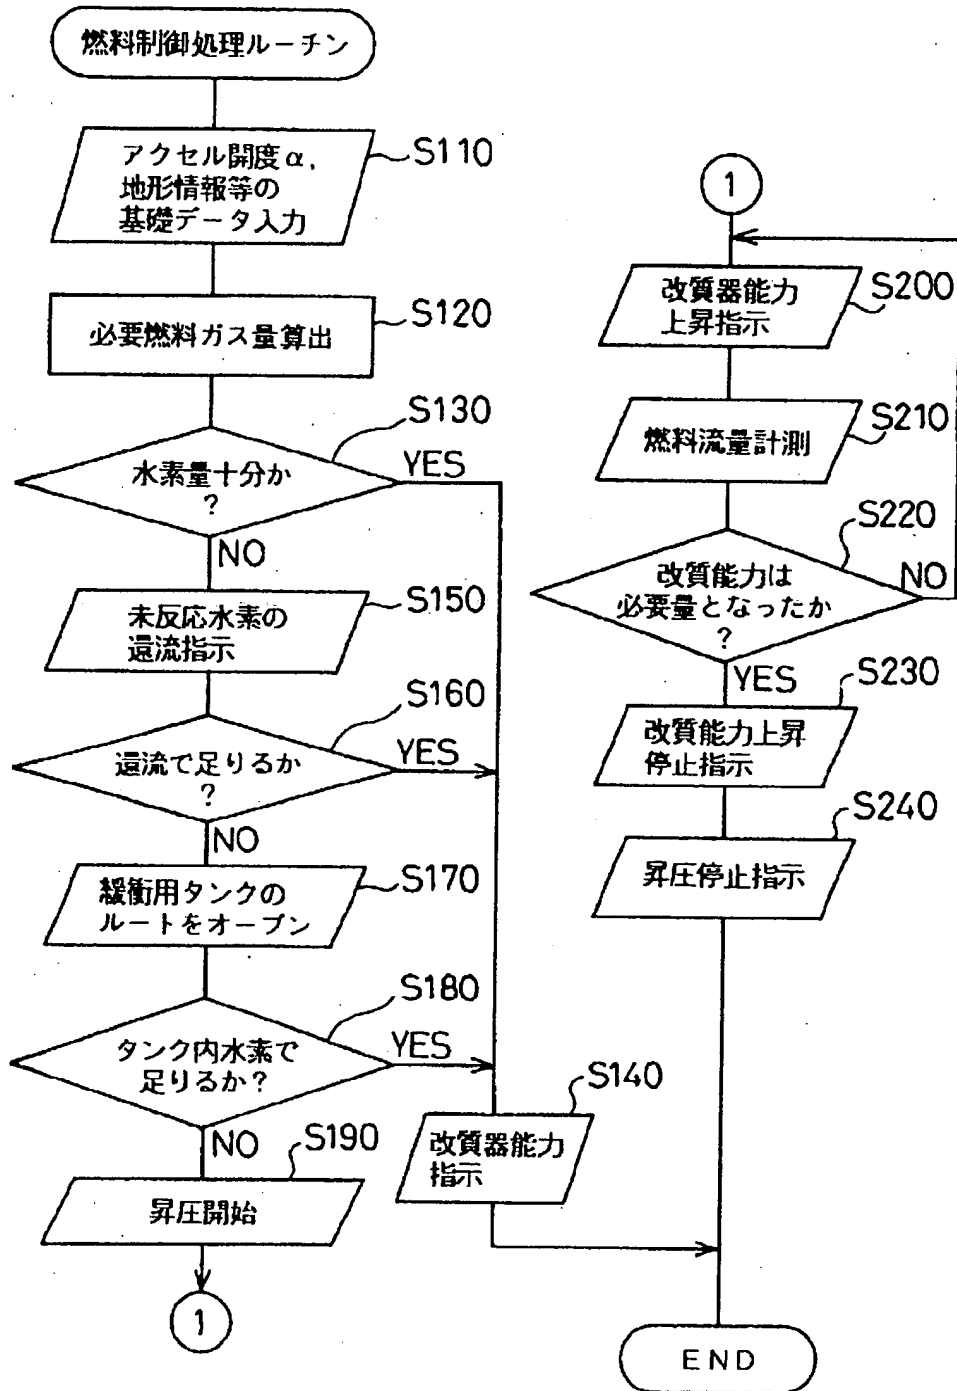 燃料制御処理ルーチン
アクセル開度α,
地形情報等の
基礎データ入力
S110
必要燃料ガス量算出
S120
S130
水素量十分か
?
YES
NO
未反応水素の
還流指示
S150
S160
還流で足りるか
?
YES
NO
緩衝用タンクの
ルートをオープン
S170
S180
タンク内水素で
足りるか?
YES
NO
S190
昇圧開始
1
S140
改質器能力
指示
1
改質器能力
上昇指示
S200
燃料流量計測
S210
S220
改質能力は
必要量となったか
?
NO
YES
S230
改質能力上昇
停止指示
S240
昇圧停止指示
END